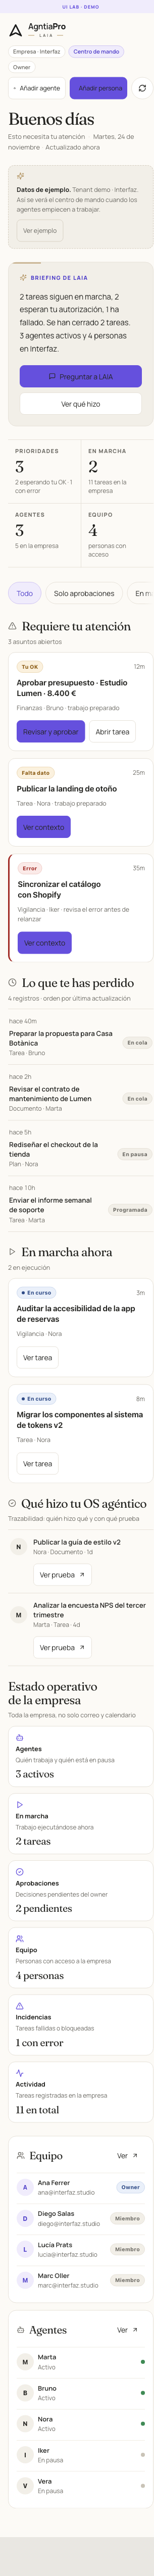 UI LAB · DEMO
AgntiaPro
LAIA
Empresa · Interfaz
Centro de mando
Owner
Añadir agente
Añadir persona
Buenos días
Esto necesita tu atención · Martes, 24 de
noviembre · Actualizado ahora
Datos de ejemplo. Tenant demo · Interfaz.
Así se verá el centro de mando cuando los
agentes empiecen a trabajar.
Ver ejemplo
BRIEFING DE LAIA
2 tareas siguen en marcha, 2
esperan tu autorización, 1 ha
fallado. Se han cerrado 2 tareas.
3 agentes activos y 4 personas
en Interfaz.
Preguntar a LAIA
Ver qué hizo
PRIORIDADES
3
2 esperando tu OK · 1
con error
EN MARCHA
2
11 tareas en la
empresa
AGENTES
3
5 en la empresa
EQUIPO
4
personas con
acceso
Todo
Solo aprobaciones
En m
Requiere tu atención
3 asuntos abiertos
Tu OK
12m
Aprobar presupuesto · Estudio
Lumen · 8.400 €
Finanzas · Bruno · trabajo preparado
Revisar y aprobar
Abrir tarea
Falta dato
25m
Publicar la landing de otoño
Tarea · Nora · trabajo preparado
Ver contexto
Error
35m
Sincronizar el catálogo
con Shopify
Vigilancia · Iker · revisa el error antes de
relanzar
Ver contexto
Lo que te has perdido
4 registros · orden por última actualización
hace 40m
Preparar la propuesta para Casa
Botánica
Tarea · Bruno
En cola
hace 2h
Revisar el contrato de
mantenimiento de Lumen
Documento · Marta
En cola
hace 5h
Rediseñar el checkout de la
tienda
Plan · Nora
En pausa
hace 10h
Enviar el informe semanal
de soporte
Tarea · Marta
Programada
En marcha ahora
2 en ejecución
En curso
3m
Auditar la accesibilidad de la app
de reservas
Vigilancia · Nora
Ver tarea
En curso
8m
Migrar los componentes al sistema
de tokens v2
Tarea · Nora
Ver tarea
Qué hizo tu OS agéntico
Trazabilidad: quién hizo qué y con qué prueba
N
Publicar la guía de estilo v2
Nora · Documento · 1d
Ver prueba
M
Analizar la encuesta NPS del tercer
trimestre
Marta · Tarea · 4d
Ver prueba
Estado operativo
de la empresa
Toda la empresa, no solo correo y calendario
Agentes
Quién trabaja y quién está en pausa
3 activos
En marcha
Trabajo ejecutándose ahora
2 tareas
Aprobaciones
Decisiones pendientes del owner
2 pendientes
Equipo
Personas con acceso a la empresa
4 personas
Incidencias
Tareas fallidas o bloqueadas
1 con error
Actividad
Tareas registradas en la empresa
11 en total
Equipo
Ver
A
Ana Ferrer
ana@interfaz.studio
Owner
D
Diego Salas
diego@interfaz.studio
Miembro
L
Lucía Prats
lucia@interfaz.studio
Miembro
M
Marc Oller
marc@interfaz.studio
Miembro
Agentes
Ver
M
Marta
Activo
B
Bruno
Activo
N
Nora
Activo
I
Iker
En pausa
V
Vera
En pausa